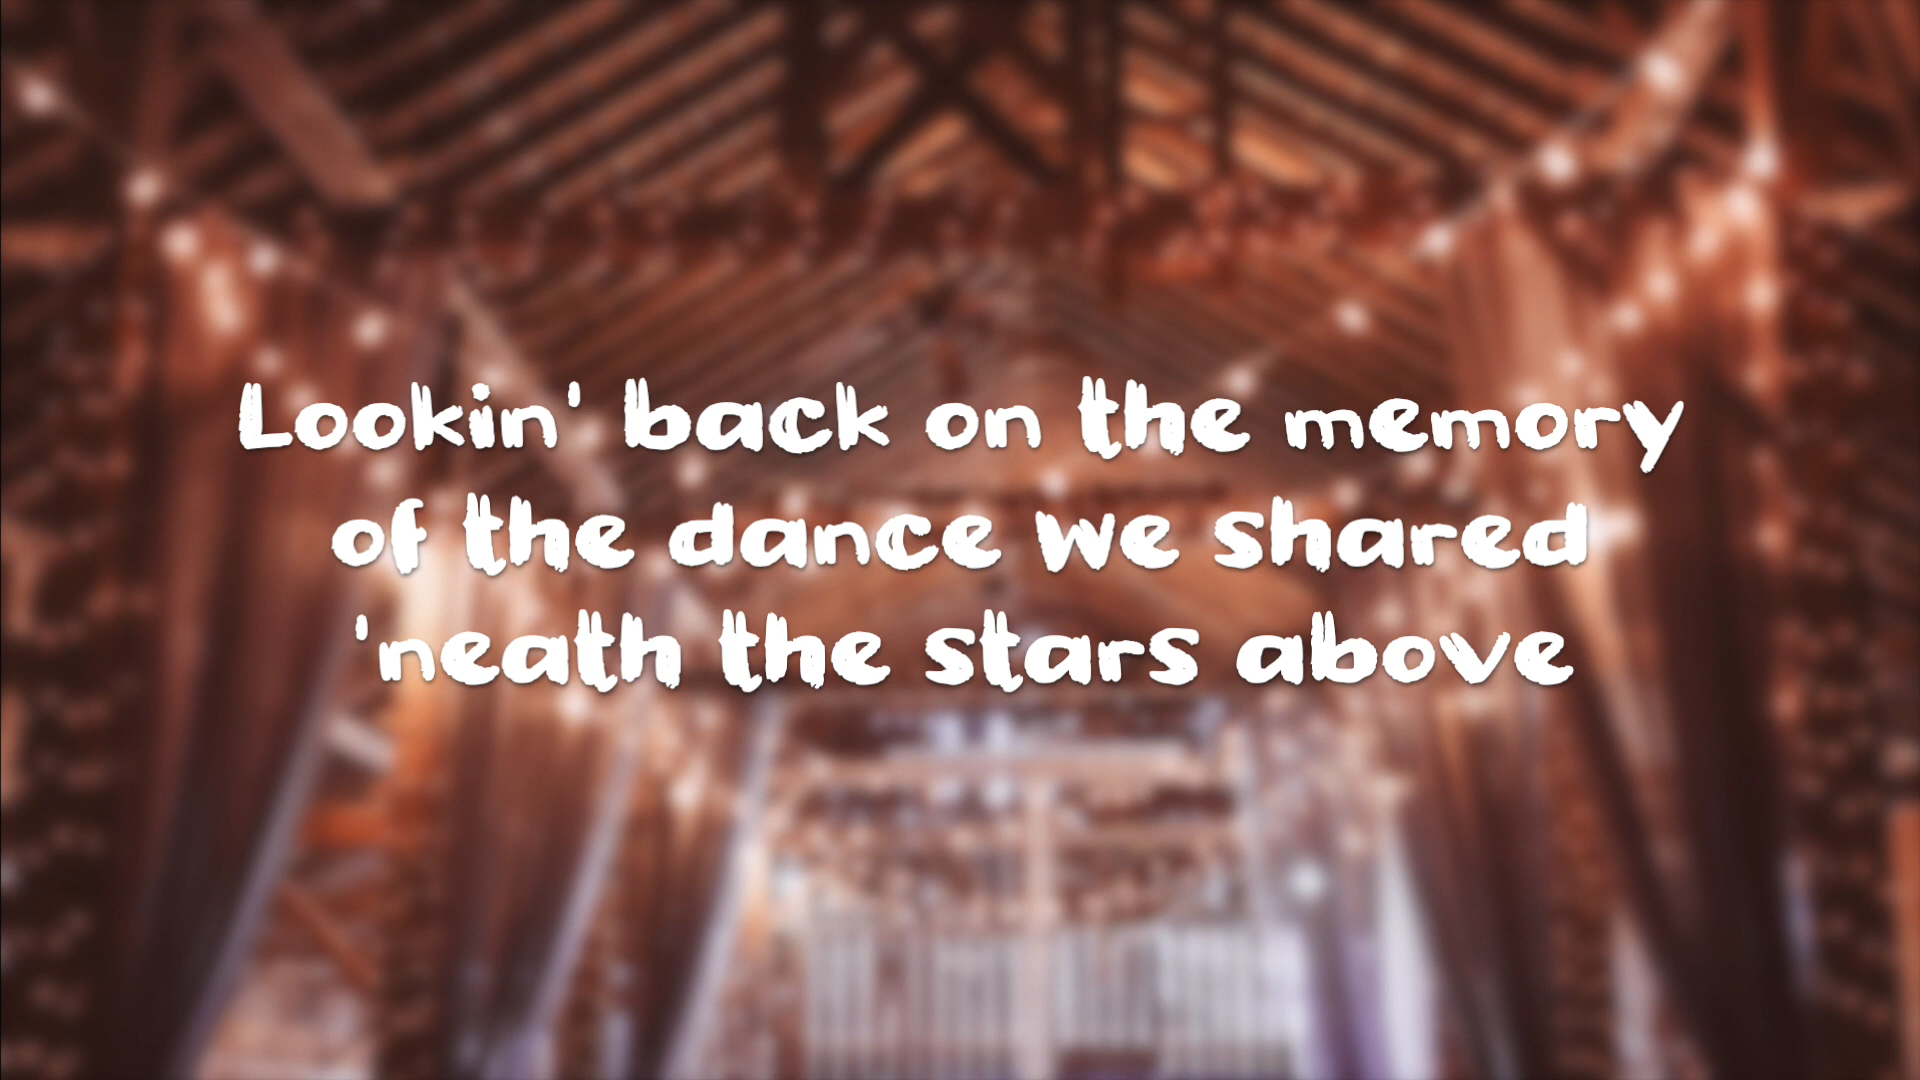 Lookin' back on the memory
of the dance we shared
'neath the stars above